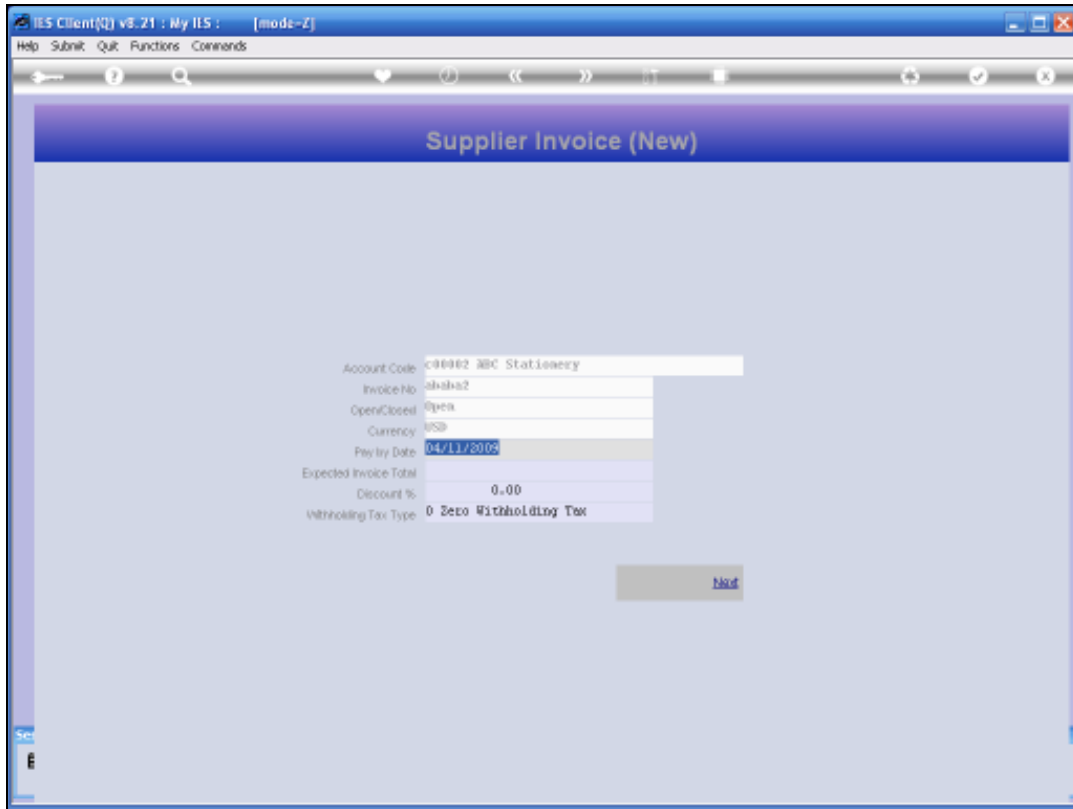 IES Client(Q) v8.21 : My IES : [mode=Z]
Help Submit Quit Functions Commands
Supplier Invoice (New)
Account Code c00002 ABC Stationery
Invoice No ababa2
Open/Closed Open
Currency USD
Pay by Date 04/11/2009
Expected Invoice Total
Discount % 0.00
Withholding Tax Type 0 Zero Withholding Tax
Next